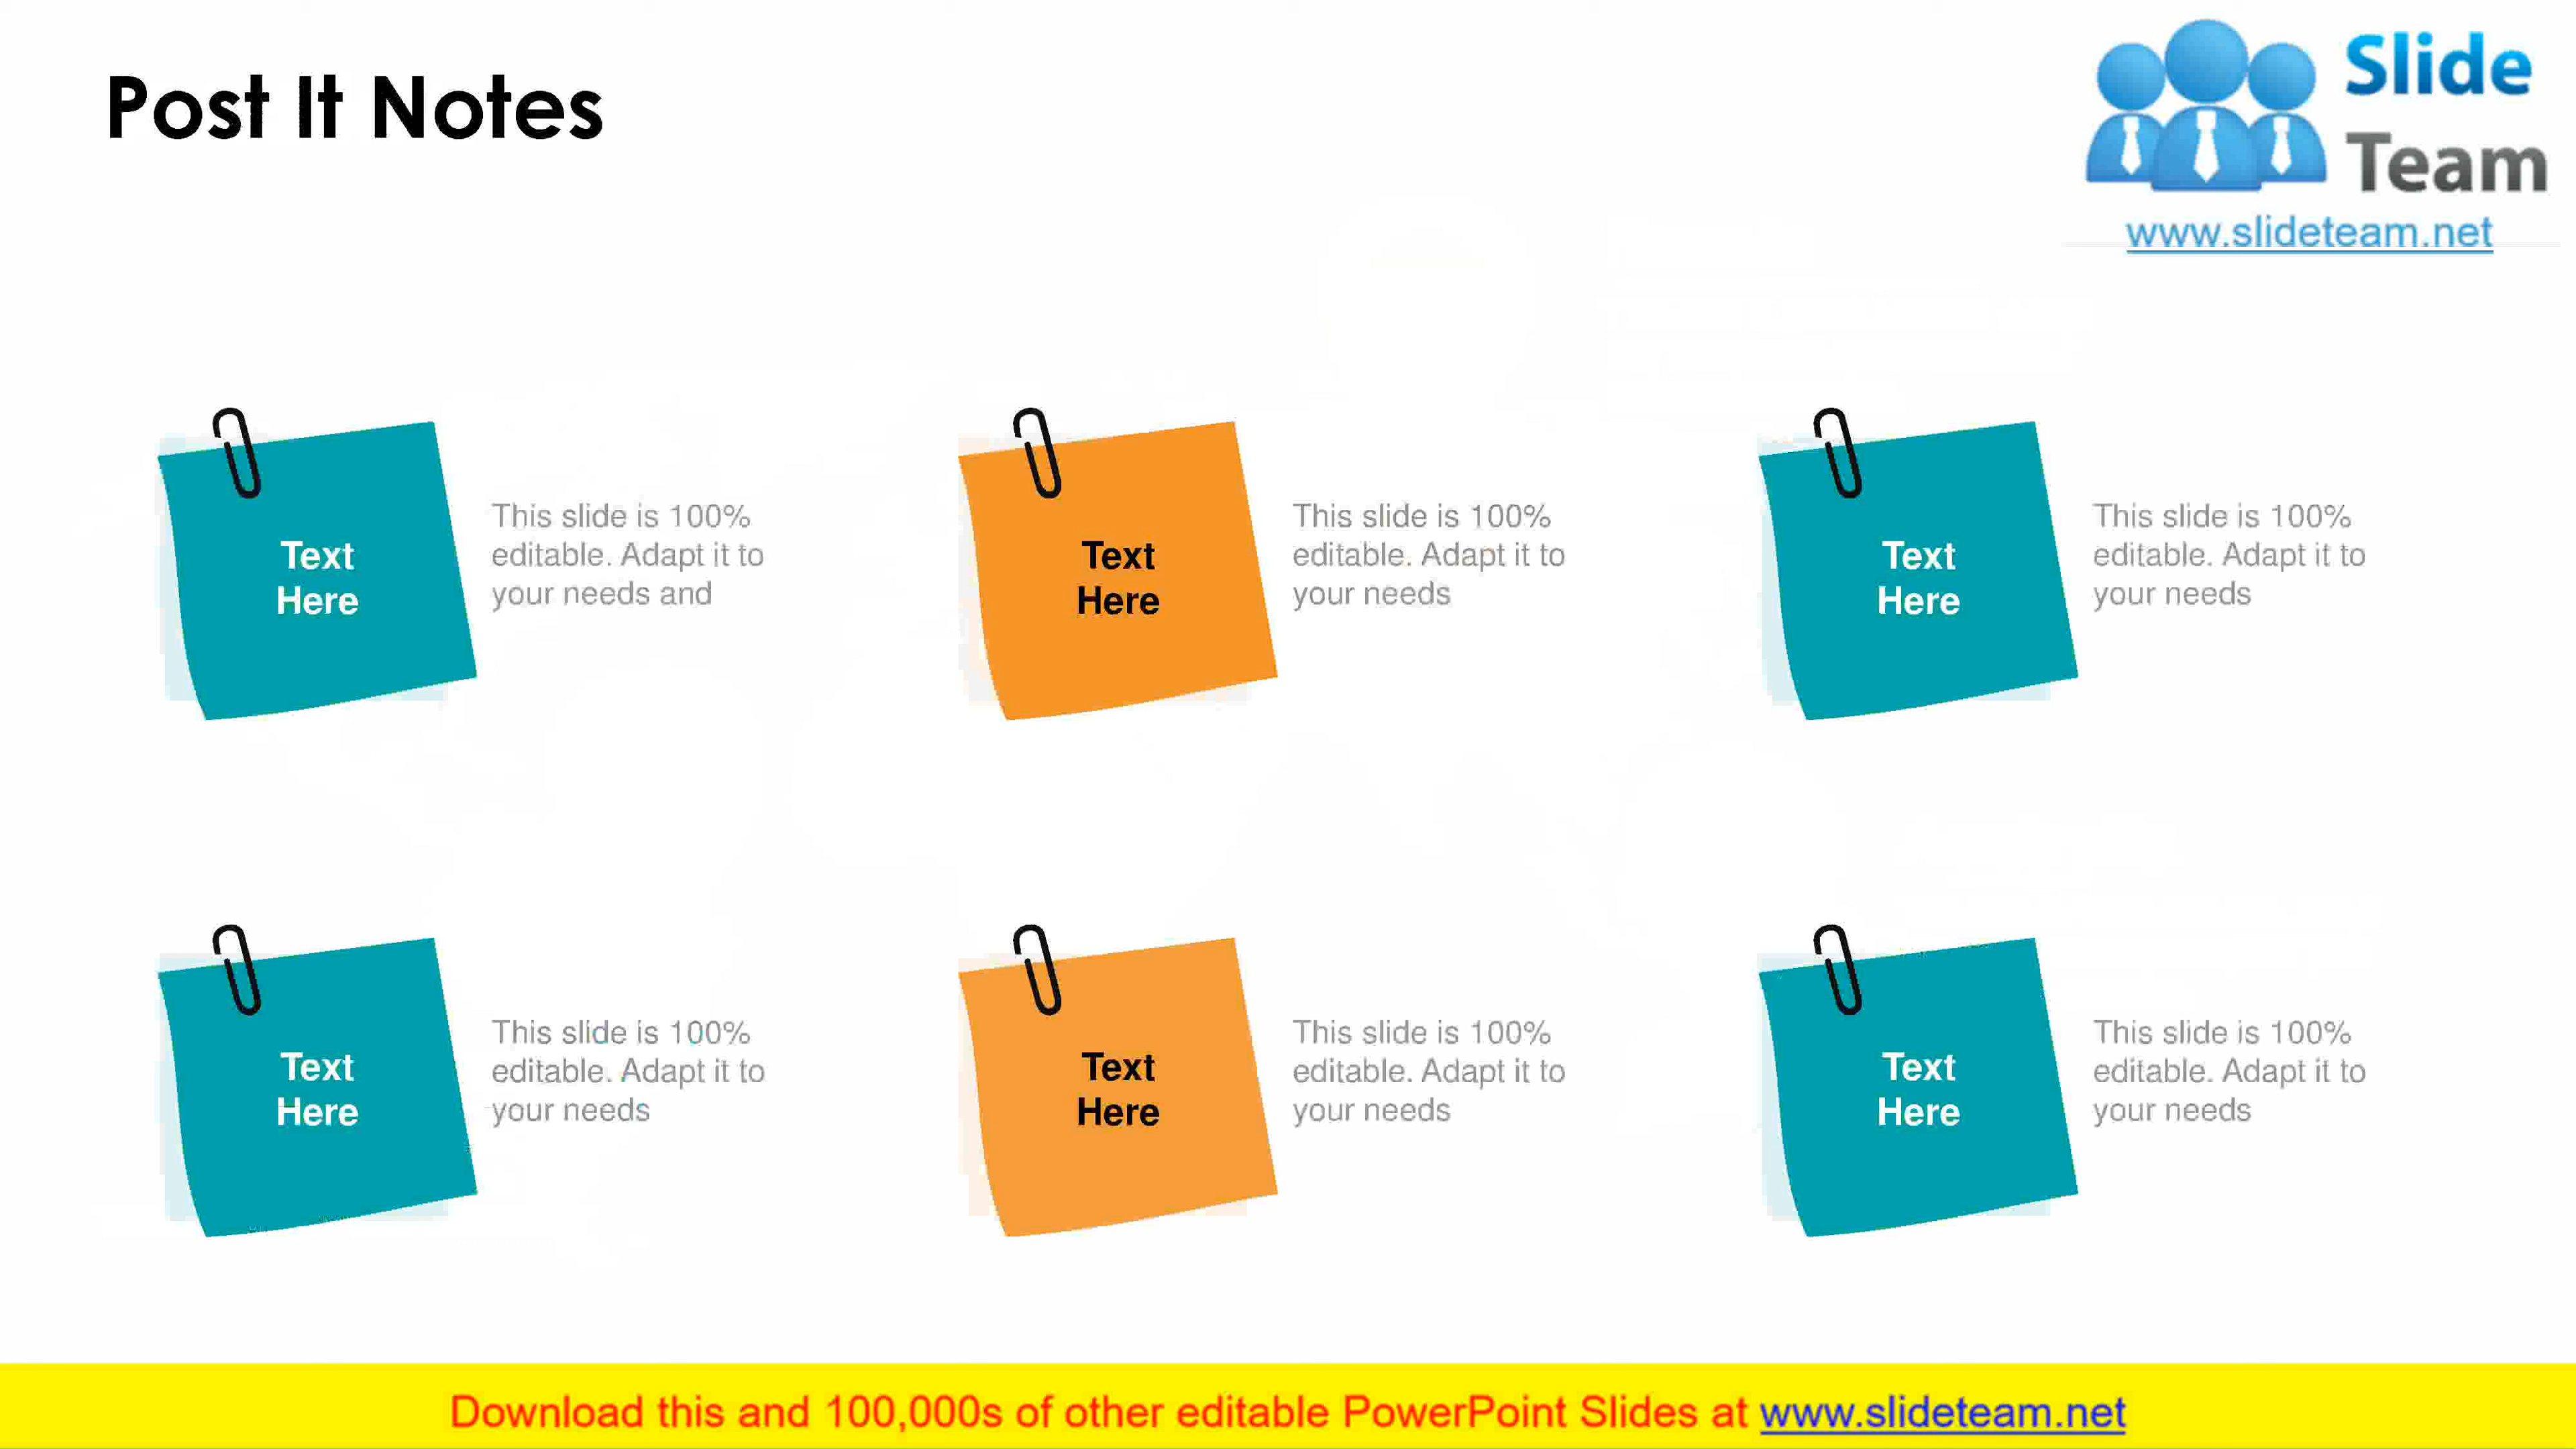 Post It Notes
Slide
Team
www.slideteam.net
Text
Here
This slide is 100%
editable. Adapt it to
your needs and
Text
Here
This slide is 100%
editable. Adapt it to
your needs
Text
Here
This slide is 100%
editable. Adapt it to
your needs
Text
Here
This slide is 100%
editable. Adapt it to
your needs
Text
Here
This slide is 100%
editable. Adapt it to
your needs
Text
Here
This slide is 100%
editable. Adapt it to
your needs
Download this and 100,000s of other editable PowerPoint Slides at www.slideteam.net